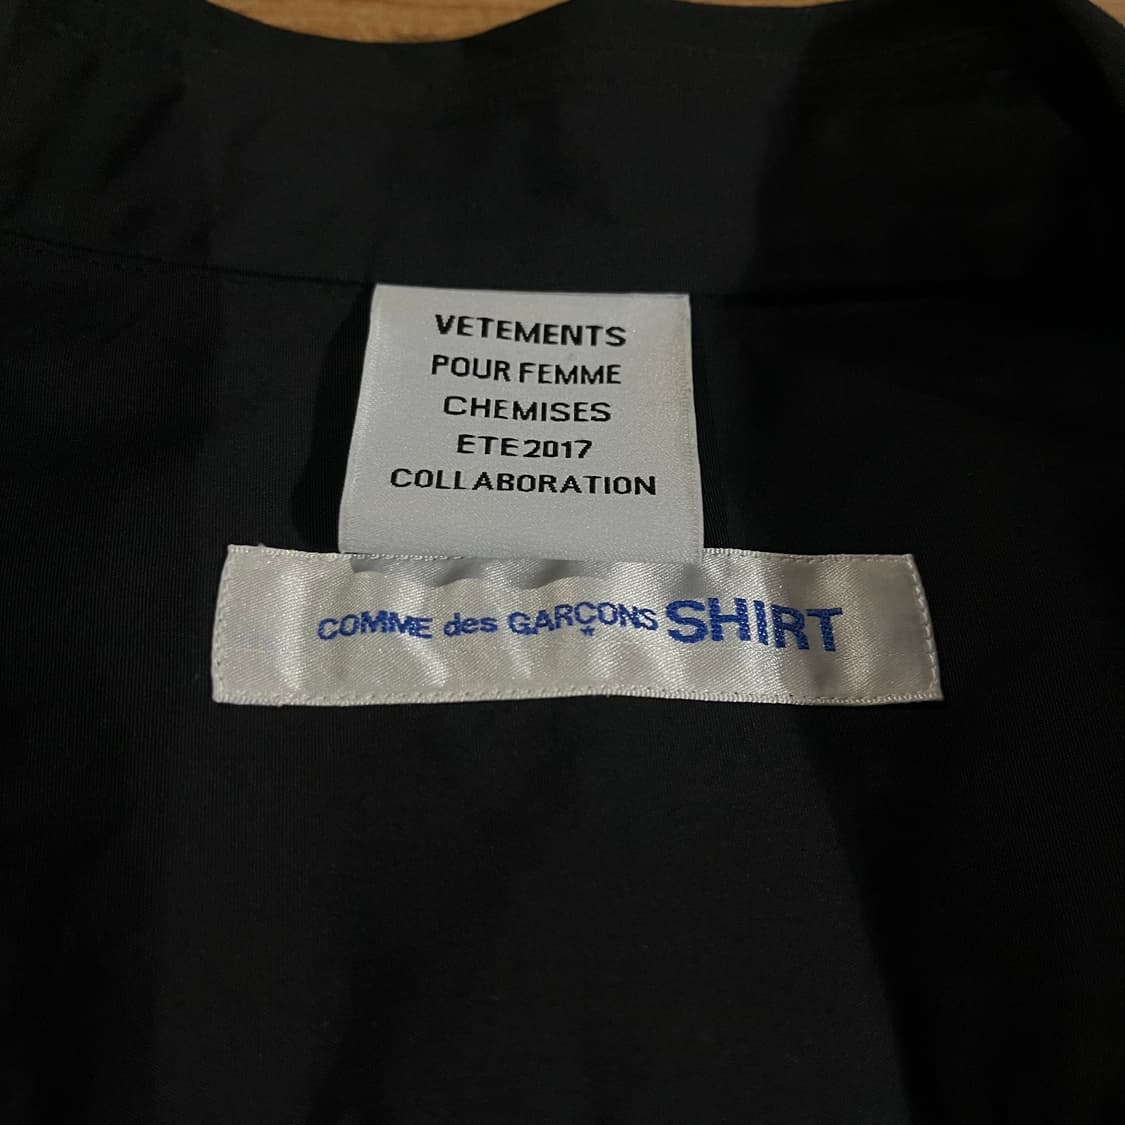 VETEMENTS
POUR FEMME
CHEMISES
ETE 2017
COLLABORATION
COMME des GARÇONS SHIRT